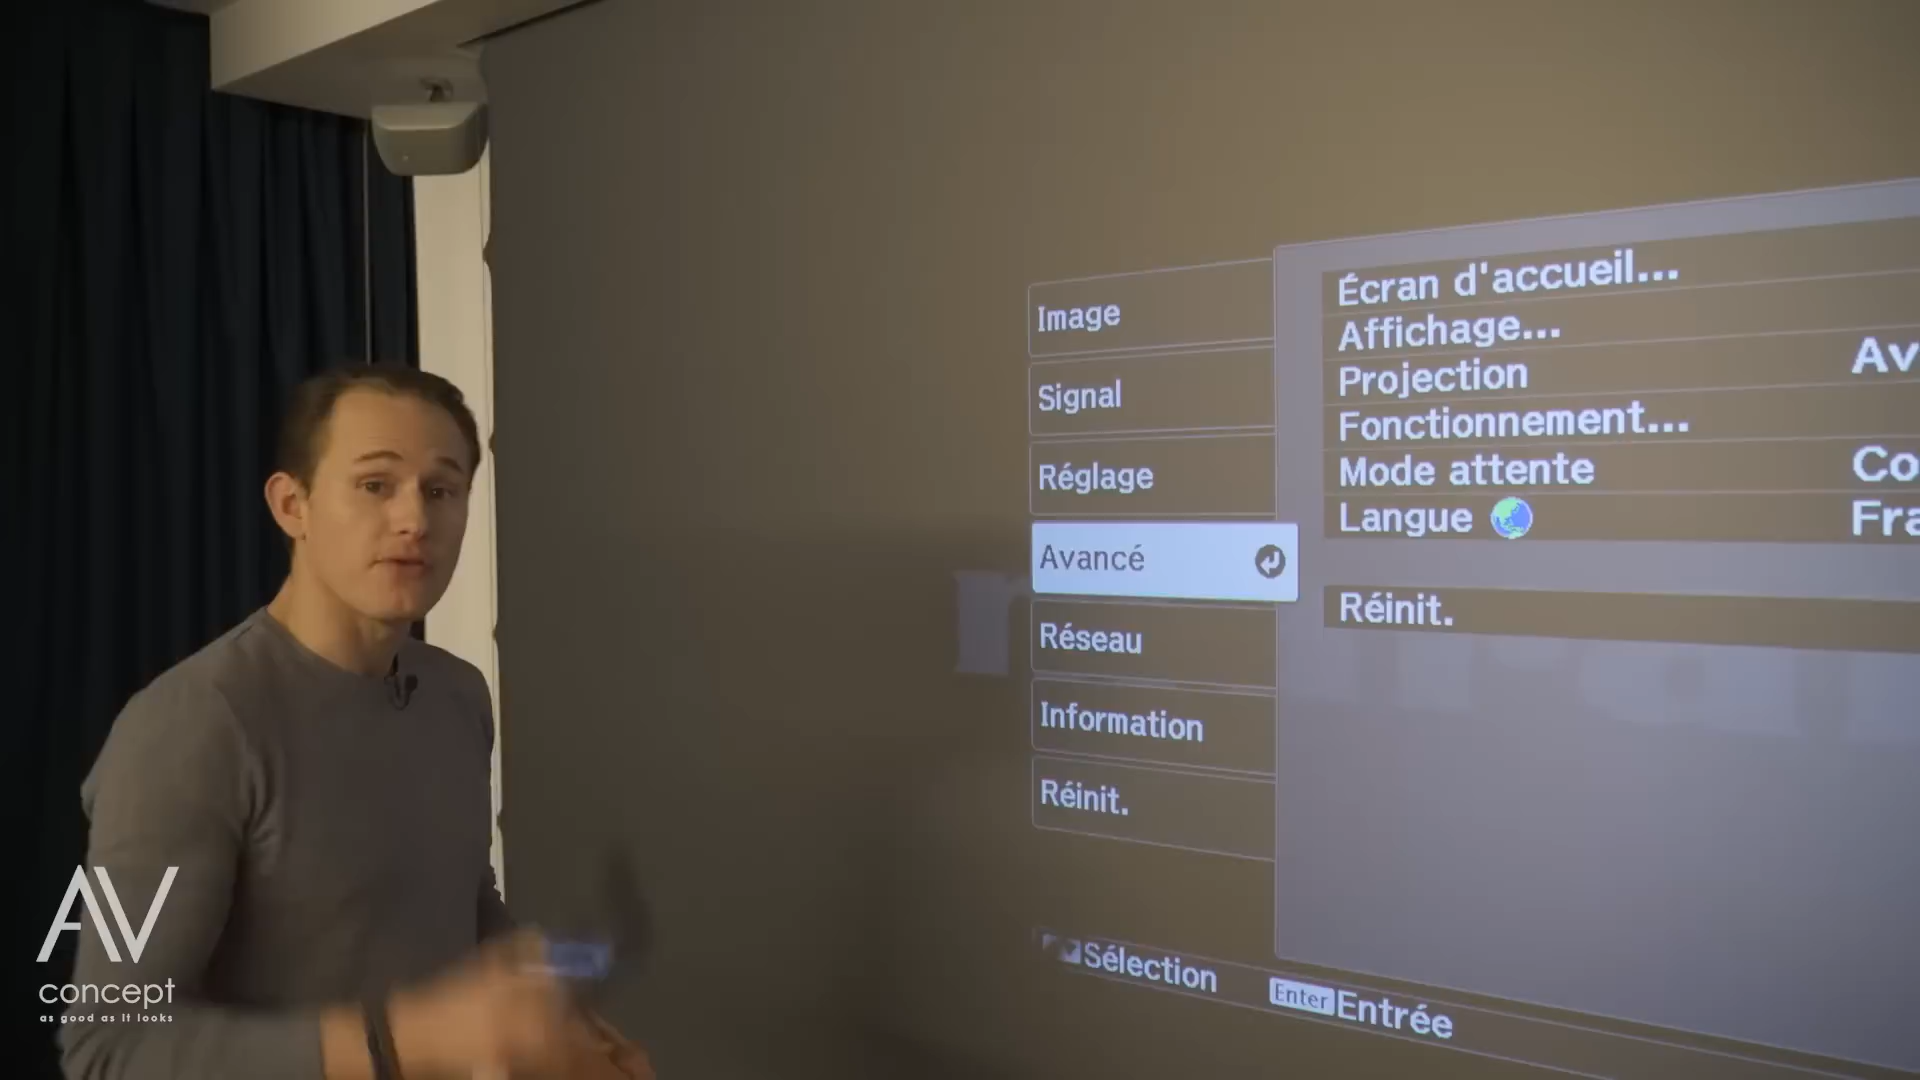 Image
Signal
Réglage
Avancé
Réseau
Information
Réinit.
Écran d'accueil...
Affichage...
Projection
Fonctionnement...
Mode attente
Langue
Réinit.
Sélection
Enter Entrée
AV
concept
as good as it looks